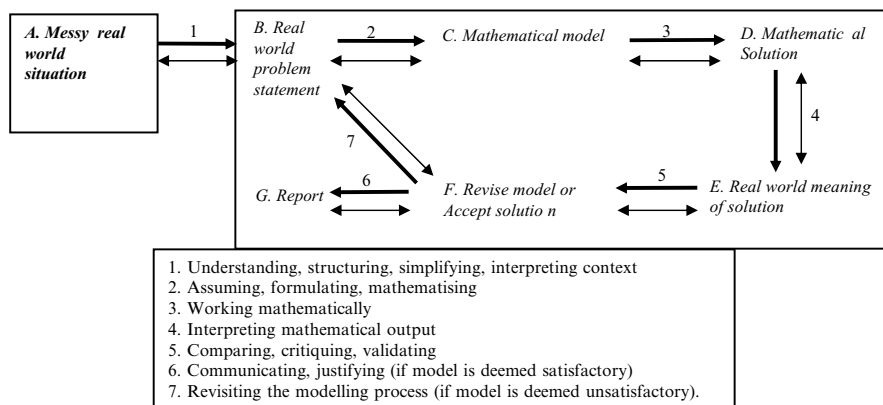 A. Messy real
world
situation
1
B. Real
world
problem
statement
2
C. Mathematical model
3
D. Mathematic al
Solution
4
7
G. Report
6
F. Revise model or
Accept solutio n
5
E. Real world meaning
of solution
1. Understanding, structuring, simplifying, interpreting context
2. Assuming, formulating, mathematising
3. Working mathematically
4. Interpreting mathematical output
5. Comparing, critiquing, validating
6. Communicating, justifying (if model is deemed satisfactory)
7. Revisiting the modelling process (if model is deemed unsatisfactory).